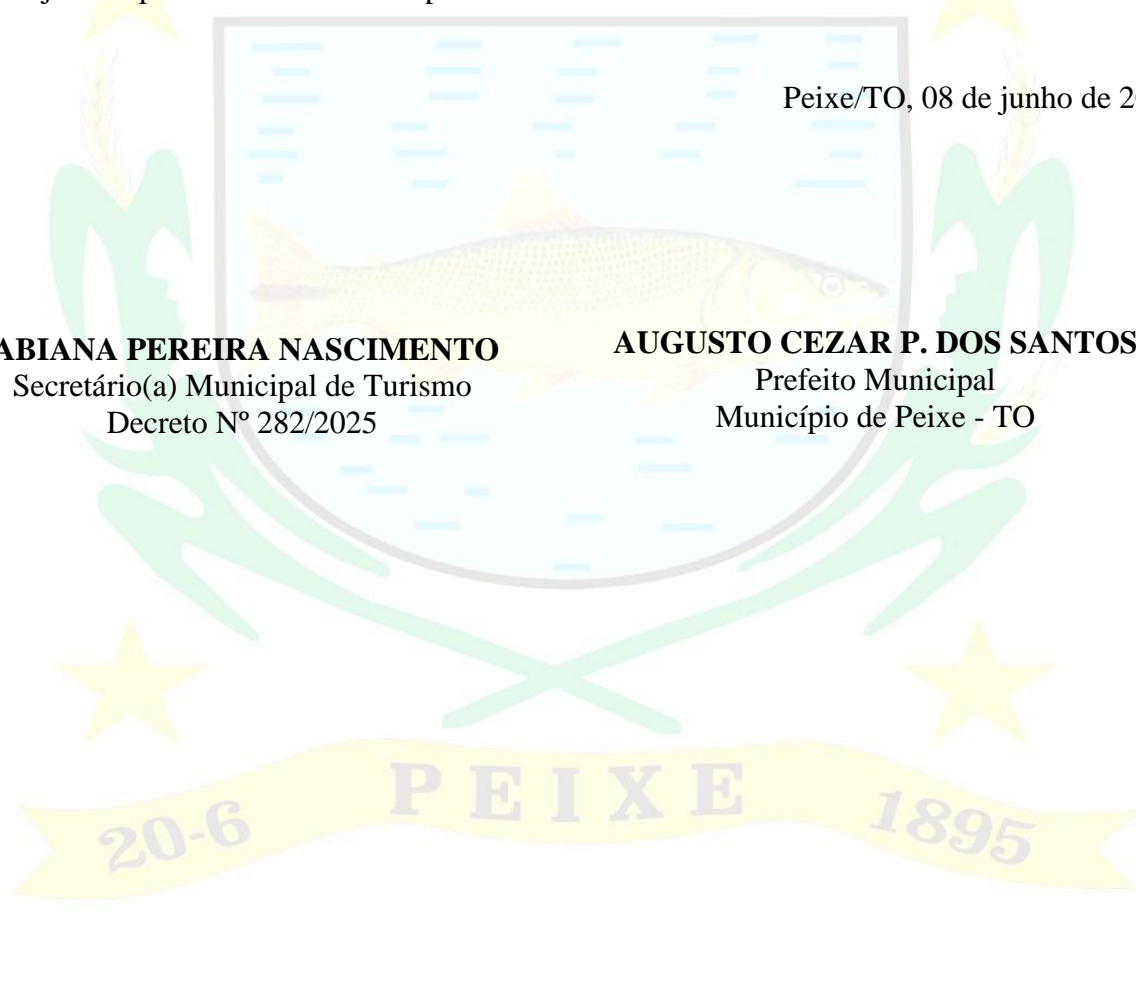 Peixe/TO, 08 de junho de
ABIANA PEREIRA NASCIMENTO
Secretário(a) Municipal de Turismo
Decreto Nº 282/2025
AUGUSTO CEZAR P. DOS SANTOS
Prefeito Municipal
Município de Peixe - TO
20-6 PEIXE 1895